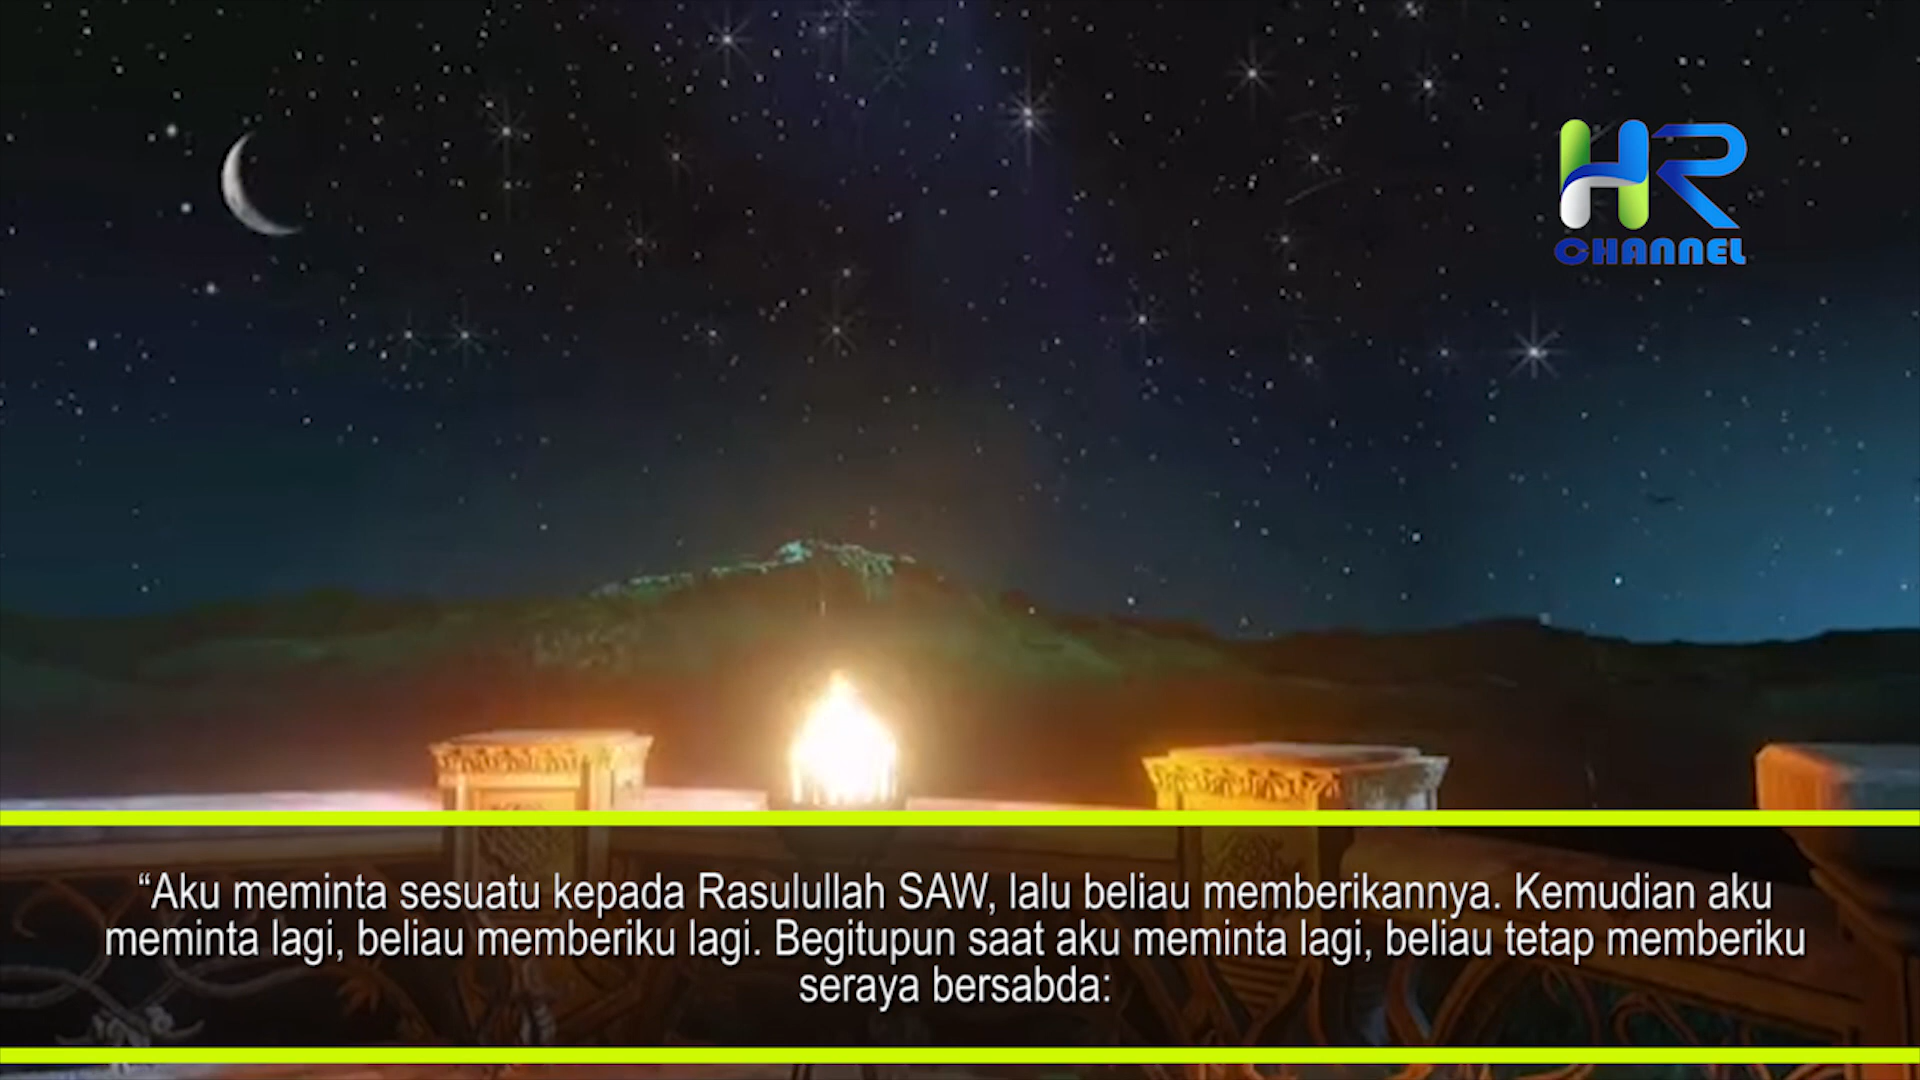 HR
CHANNEL
“Aku meminta sesuatu kepada Rasulullah SAW, lalu beliau memberikannya. Kemudian aku
meminta lagi, beliau memberiku lagi. Begitupun saat aku meminta lagi, beliau tetap memberiku
seraya bersabda: